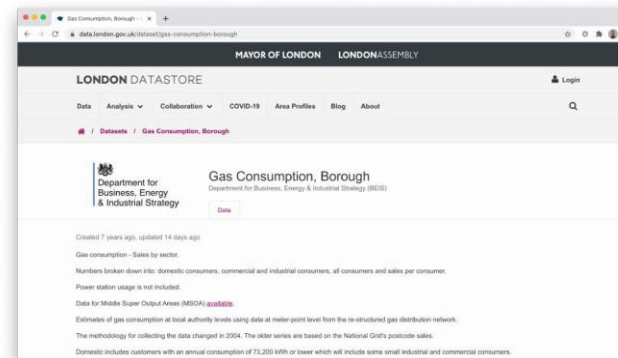 Gas Consumption, Borough -
data.london.gov.uk/dataset/gas-consumption-borough
MAYOR OF LONDON LONDONASSEMBLY
LONDON DATASTORE
Login
Data Analysis Collaboration COVID-19 Area Profiles Blog About
/ Datasets / Gas Consumption, Borough
Department for
Business, Energy
& Industrial Strategy
Gas Consumption, Borough
Department for Business, Energy & Industrial Strategy (BEIS)
Data
Created 7 years ago, updated 14 days ago
Gas consumption - Sales by sector.
Numbers broken down into: domestic consumers, commercial and industrial consumers, all consumers and sales per consumer.
Power station usage is not included.
Data for Middle Super Output Areas (MSOA) available.
Estimates of gas consumption at local authority levels using data at meter-point level from the re-structured gas distribution network.
The methodology for collecting the data changed in 2004. The older series are based on the National Grid's postcode sales.
Domestic includes customers with an annual consumption of 73,200 kWh or lower which will include some small industrial and commercial consumers.